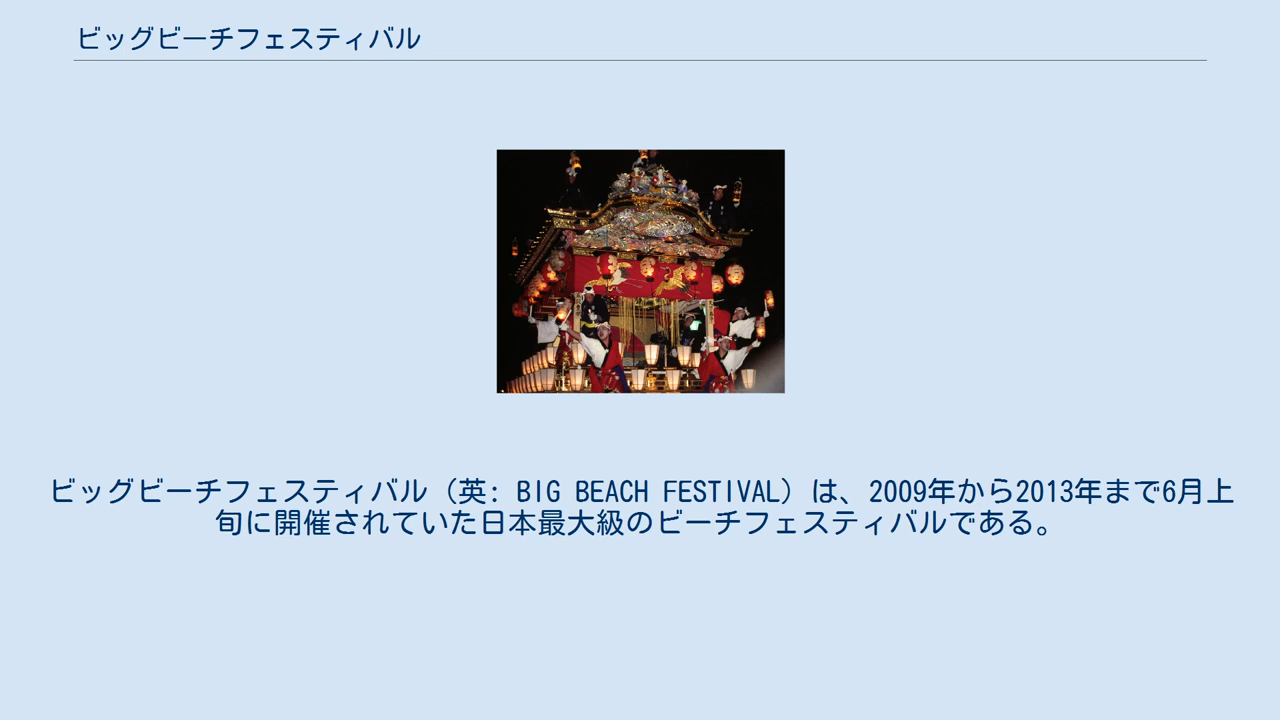 ビッグビーチフェスティバル
ビッグビーチフェスティバル（英: BIG BEACH FESTIVAL）は、2009年から2013年まで6月上
旬に開催されていた日本最大級のビーチフェスティバルである。